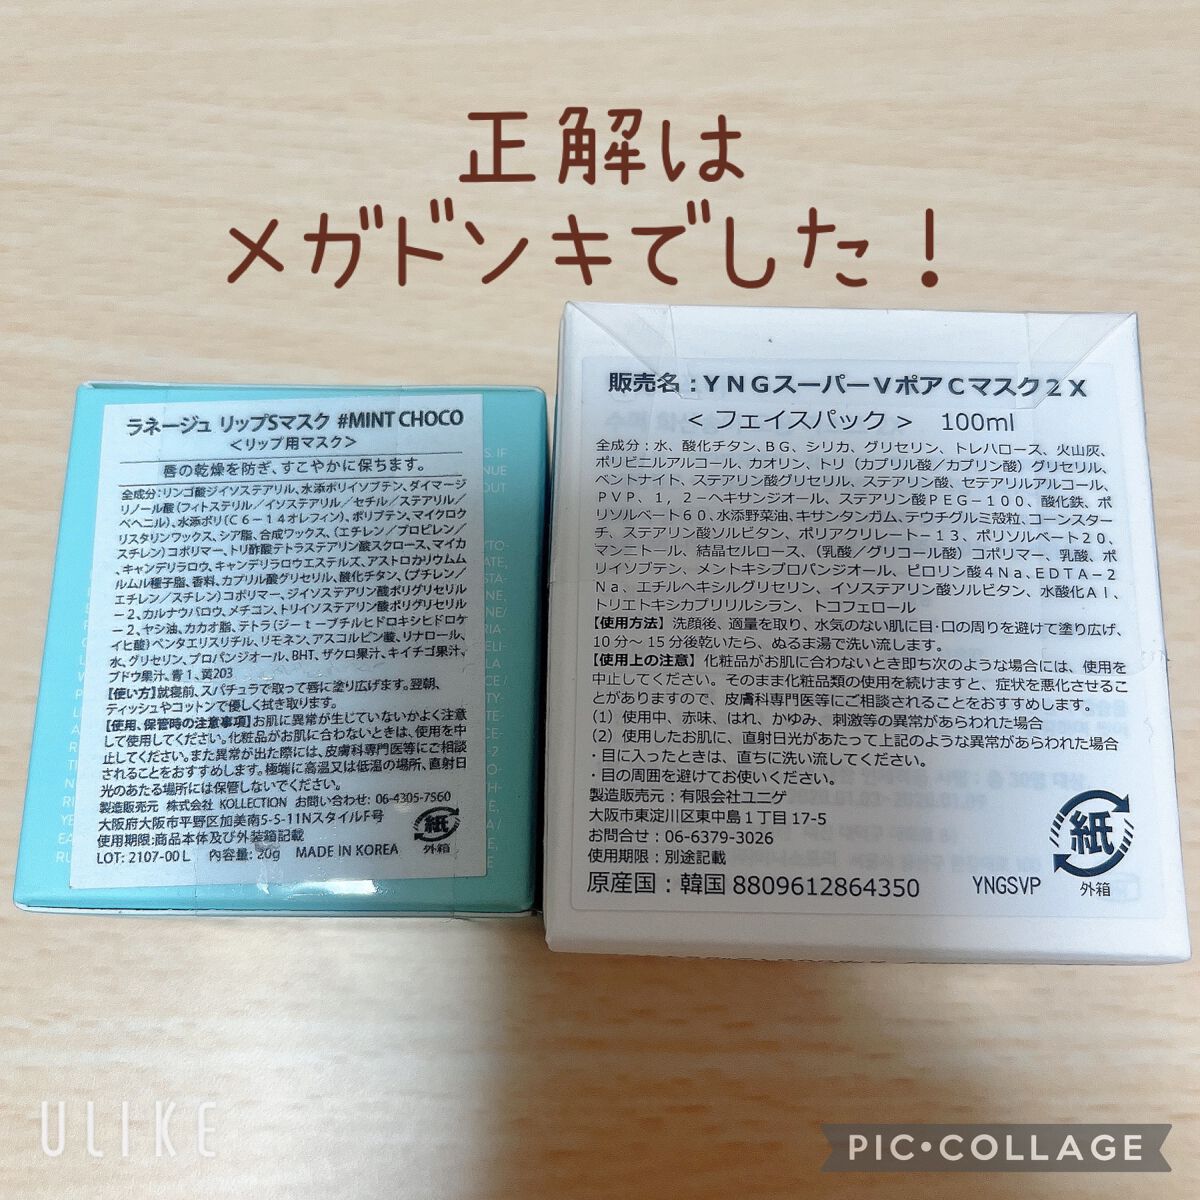 正解は
メガドンキでした！
ラネージュ リップSマスク #MINT CHOCO
<リップ用マスク>
唇の乾燥を防ぎ、すこやかに保ちます。
全成分:リンゴ酸ジイソステアリル、水添ポリイソブテン、ダイマージ
リノール酸(フィトステリル/イソステアリル/セチル/ステアリル/
ベヘニル)、水添ポリ(C6-14オレフィン)、ポリブテン、マイクロク
リスタリンワックス、シア脂、合成ワックス、(エチレン/プロピレン/
スチレン)コポリマー、トリ酢酸テトラステアリン酸スクロース、マイカ、
キャンデリラロウ、キャンデリラロウエステルズ、アストロカリウムム
ルムル種子脂、香料、カプリル酸グリセリル、酸化チタン、(ブチレン/
エチレン/スチレン)コポリマー、ジイソステアリン酸ポリグリセリル
-2、カルナウバロウ、メチコン、トリイソステアリン酸ポリグリセリル
-2、ヤシ油、カカオ脂、テトラ(ジ-t-ブチルヒドロキシヒドロケ
イヒ酸)ペンタエリスリチル、リモネン、アスコルビン酸、リナロール、
水、グリセリン、プロパンジオール、BHT、ザクロ果汁、キイチゴ果汁、
ブドウ果汁、青1、黄203
【使い方】就寝前、スパチュラで取って唇に塗り広げます。翌朝、
ティッシュやコットンで優しく拭き取ります。
【使用、保管時の注意事項】お肌に異常が生じていないかよく注意
して使用してください。化粧品がお肌に合わないときは、使用を中
止してください。また異常が出た際には、皮膚科専門医等にご相談
されることをおすすめします。極端に高温又は低温の場所、直射日
光のあたる場所には保管しないでください。
製造販売元 株式会社 KOLLECTION お問い合わせ: 06-4305-7560
大阪府大阪市平野区加美南5-5-11NスタイルF号
使用期限:商品本体及び外装箱記載
LOT: 2107-00 L 内容量: 20g MADE IN KOREA
紙
外箱
販売名：YNGスーパーVポアCマスク2X
<フェイスパック> 100ml
全成分：水、酸化チタン、BG、シリカ、グリセリン、トレハロース、火山灰、
ポリビニルアルコール、カオリン、トリ（カプリル酸/カプリン酸）グリセリル、
ベントナイト、ステアリン酸グリセリル、ステアリン酸、セテアリルアルコール、
PVP、1，2-ヘキサンジオール、ステアリン酸PEG-100、酸化鉄、ポ
リソルベート60、水添野菜油、キサンタンガム、テウチグルミ殻粒、コーンスター
チ、ステアリン酸ソルビタン、ポリアクリレート-13、ポリソルベート20、
マンニトール、結晶セルロース、（乳酸/グリコール酸）コポリマー、乳酸、ポ
リイソブテン、メントキシプロパンジオール、ピロリン酸4Na、EDTA-2
Na、エチルヘキシルグリセリン、イソステアリン酸ソルビタン、水酸化Al、
トリエトキシカプリリルシラン、トコフェロール
【使用方法】洗顔後、適量を取り、水気のない肌に目・口の周りを避けて塗り広げ、
10分～15分後乾いたら、ぬるま湯で洗い流します。
【使用上の注意】化粧品がお肌に合わないとき即ち次のような場合には、使用を
中止してください。そのまま化粧品類の使用を続けますと、症状を悪化させるこ
とがありますので、皮膚科専門医等にご相談されることをおすすめします。
（1）使用中、赤味、はれ、かゆみ、刺激等の異常があらわれた場合
（2）使用したお肌に、直射日光があたって上記のような異常があらわれた場合
・目に入ったときは、直ちに洗い流してください。
・目の周囲を避けてお使いください。
製造販売元：有限会社ユニゲ
大阪市東淀川区東中島１丁目17-5
お問合せ：06-6379-3026
使用期限：別途記載
原産国：韓国 8809612864350 YNGSVP
紙
外箱
ULIKE
PIC•COLLAGE